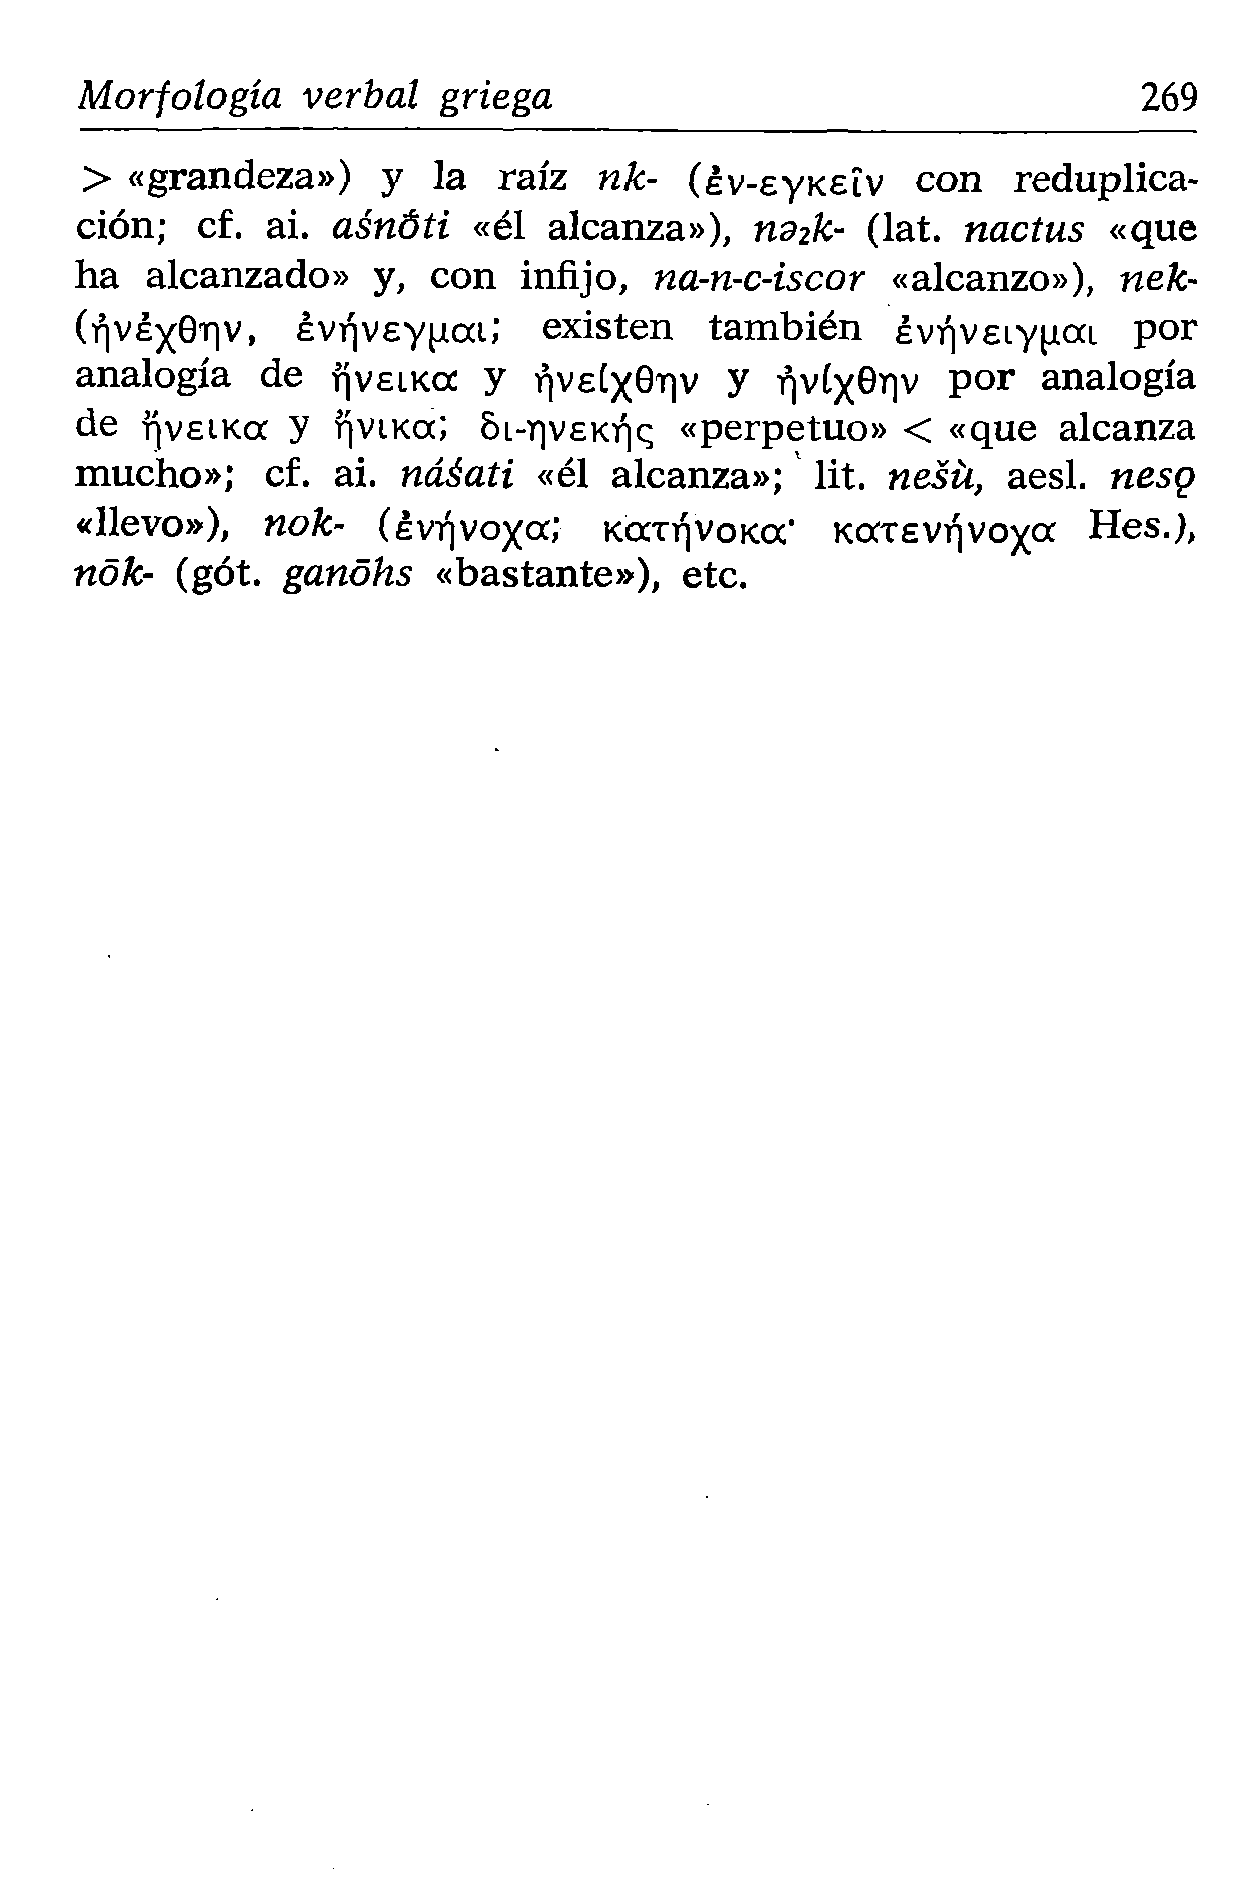 Morfología verbal griega 269
> «grandeza») y la raíz nk- (ἐν-εγκεῖν con reduplica-
ción; cf. ai. aśnōti «él alcanza»), nə₂k- (lat. nactus «que
ha alcanzado» y, con infijo, na-n-c-iscor «alcanzo»), nek-
(ἠνέχθην, ἐνήνεγμαι; existen también ἐνήνειγμαι por
analogía de ἤνεικα y ἠνείχθην y ἠνίχθην por analogía
de ἤνεικα y ἤνικα; δι-ηνεκής «perpetuo» < «que alcanza
mucho»; cf. ai. náśati «él alcanza»; lit. nešù, aesl. nesǫ
«llevo»), nok- (ἐνήνοχα; κατήνοκα· κατενήνοχα Hes.),
nōk- (gót. ganōhs «bastante»), etc.